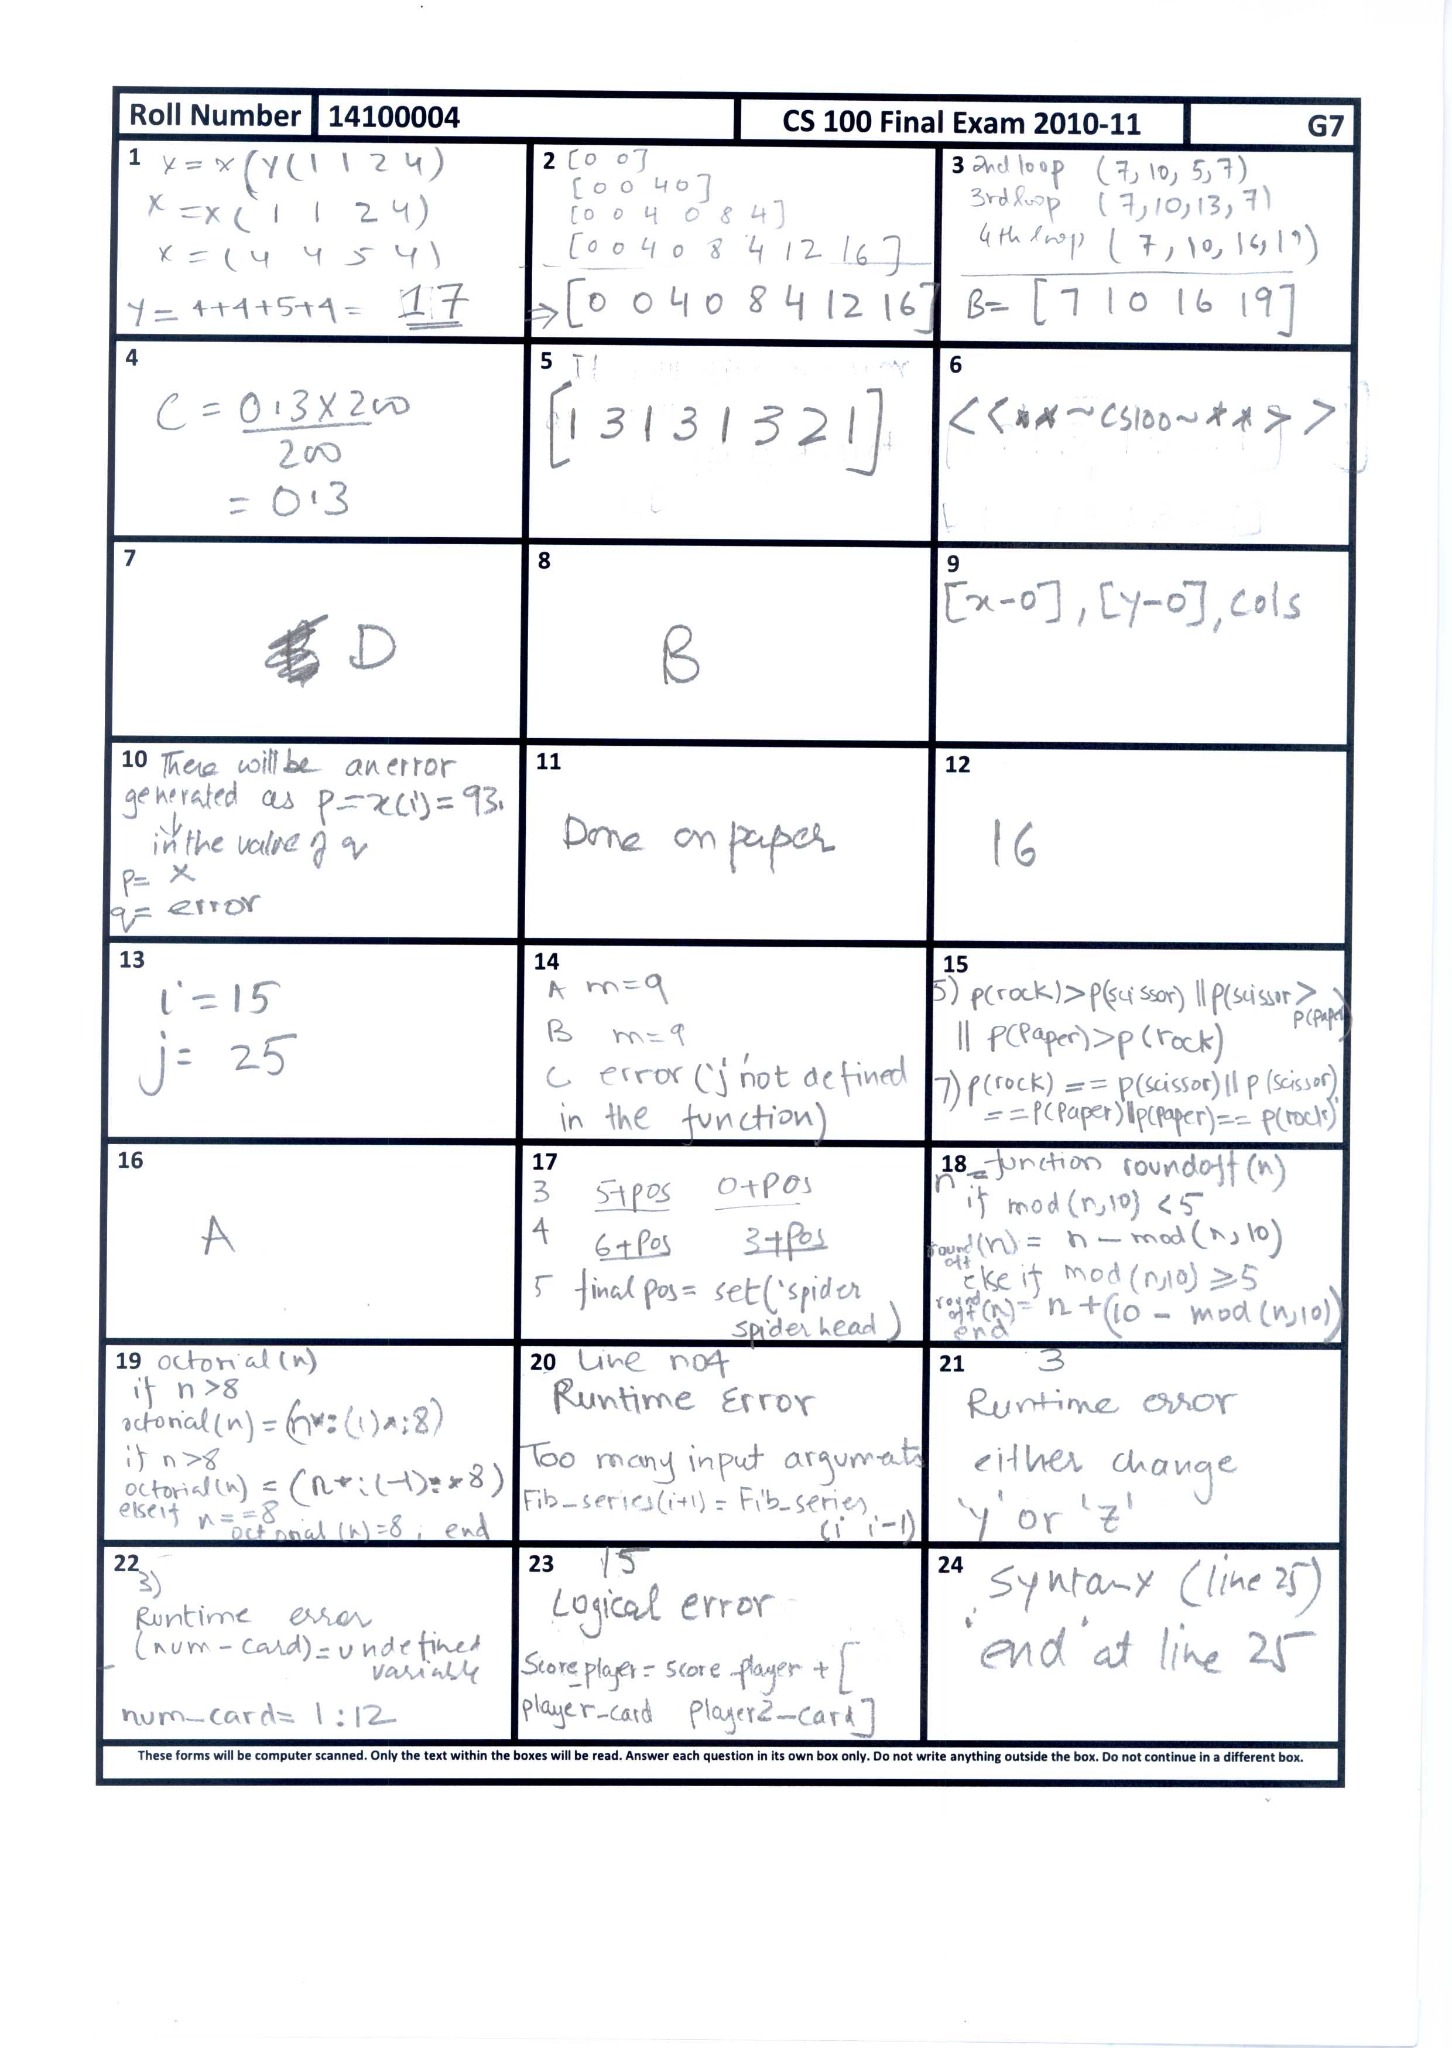 Roll Number 14100004 CS 100 Final Exam 2010-11 G7
1 x = x(y(1 1 2 4)
x = x(1 1 2 4)
x = (4 4 5 4)
y = 4+4+5+4 = 17
2 [0 0]
[0 0 4 0]
[0 0 4 0 8 4]
[0 0 4 0 8 4 12 16]
⇒ [0 0 4 0 8 4 12 16]
3 2nd loop (7, 10, 5, 7)
3rd loop (7, 10, 13, 7)
4th loop (7, 10, 16, 19)
B= [7 10 16 19]
4
C = 0.3 x 200
200
= 0.3
5
[1 3 1 3 1 3 2 1]
6
<<**~CS100~**>>
7
D
8
B
9
[x-0], [y-0], cols
10 There will be an error
generated as p=x(i)=93.
in the value of q
p= x
q= error
11
Done on paper
12
16
13
i = 15
j = 25
14
A m=9
B m=9
C error ('j' not defined
in the function)
15
5) p(rock)>p(scissor) || p(scissor >
p(paper)
|| p(Paper)>p(rock)
7) p(rock) == p(scissor) || p(scissor)
== p(Paper) || p(paper) == p(rock)
16
A
17
3 5+pos 0+pos
4 6+pos 3+pos
5 final pos = set('spider
spider head)
18 n = function roundoff(n)
if mod(n,10) <5
roundoff(n) = n - mod(n,10)
else if mod(n,10) ≥5
roundoff(n) = n+(10 - mod(n,10))
end
19 octorial(n)
if n >8
octorial(n) = (n*:(1)*:8)
if n>8
octorial(n) = (n*:(-1):*8)
elseif n==8
octorial(n)=8; end
20 Line no4
Runtime Error
Too many input arguments
Fib_series(i+1) = Fib_series
(i i-1)
21 3
Runtime error
either change
'y' or 'z'
22
3)
Runtime error
(num-card)=undefined
variable
num_card= 1:12
23 15
Logical error
Score_player = score_player + [
player_card player2_card]
24 Syntax (line 25)
'end' at line 25
These forms will be computer scanned. Only the text within the boxes will be read. Answer each question in its own box only. Do not write anything outside the box. Do not continue in a different box.